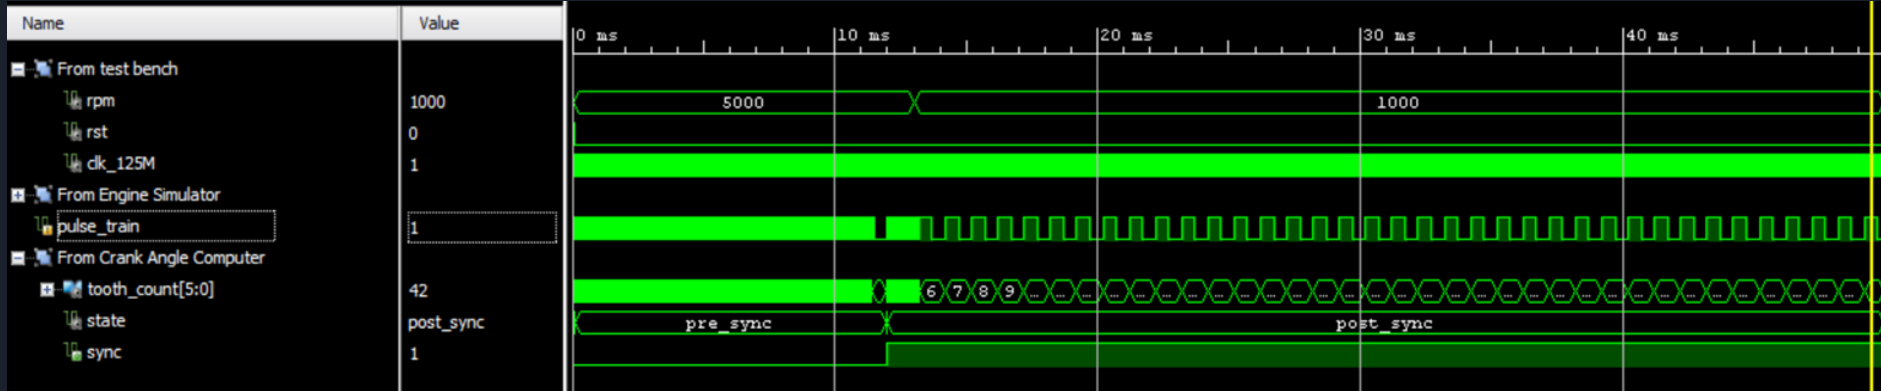 Name Value
0 ms 10 ms 20 ms 30 ms 40 ms
From test bench
rpm 1000 5000 1000
rst 0
clk_125M 1
From Engine Simulator
pulse_train 1
From Crank Angle Computer
tooth_count[5:0] 42 6 7 8 9 ... ... ... ... ... ... ... ... ... ... ... ... ... ... ... ... ... ... ... ... ... ... ... ... ... ... ... ... ... ... ... ...
state post_sync pre_sync post_sync
sync 1